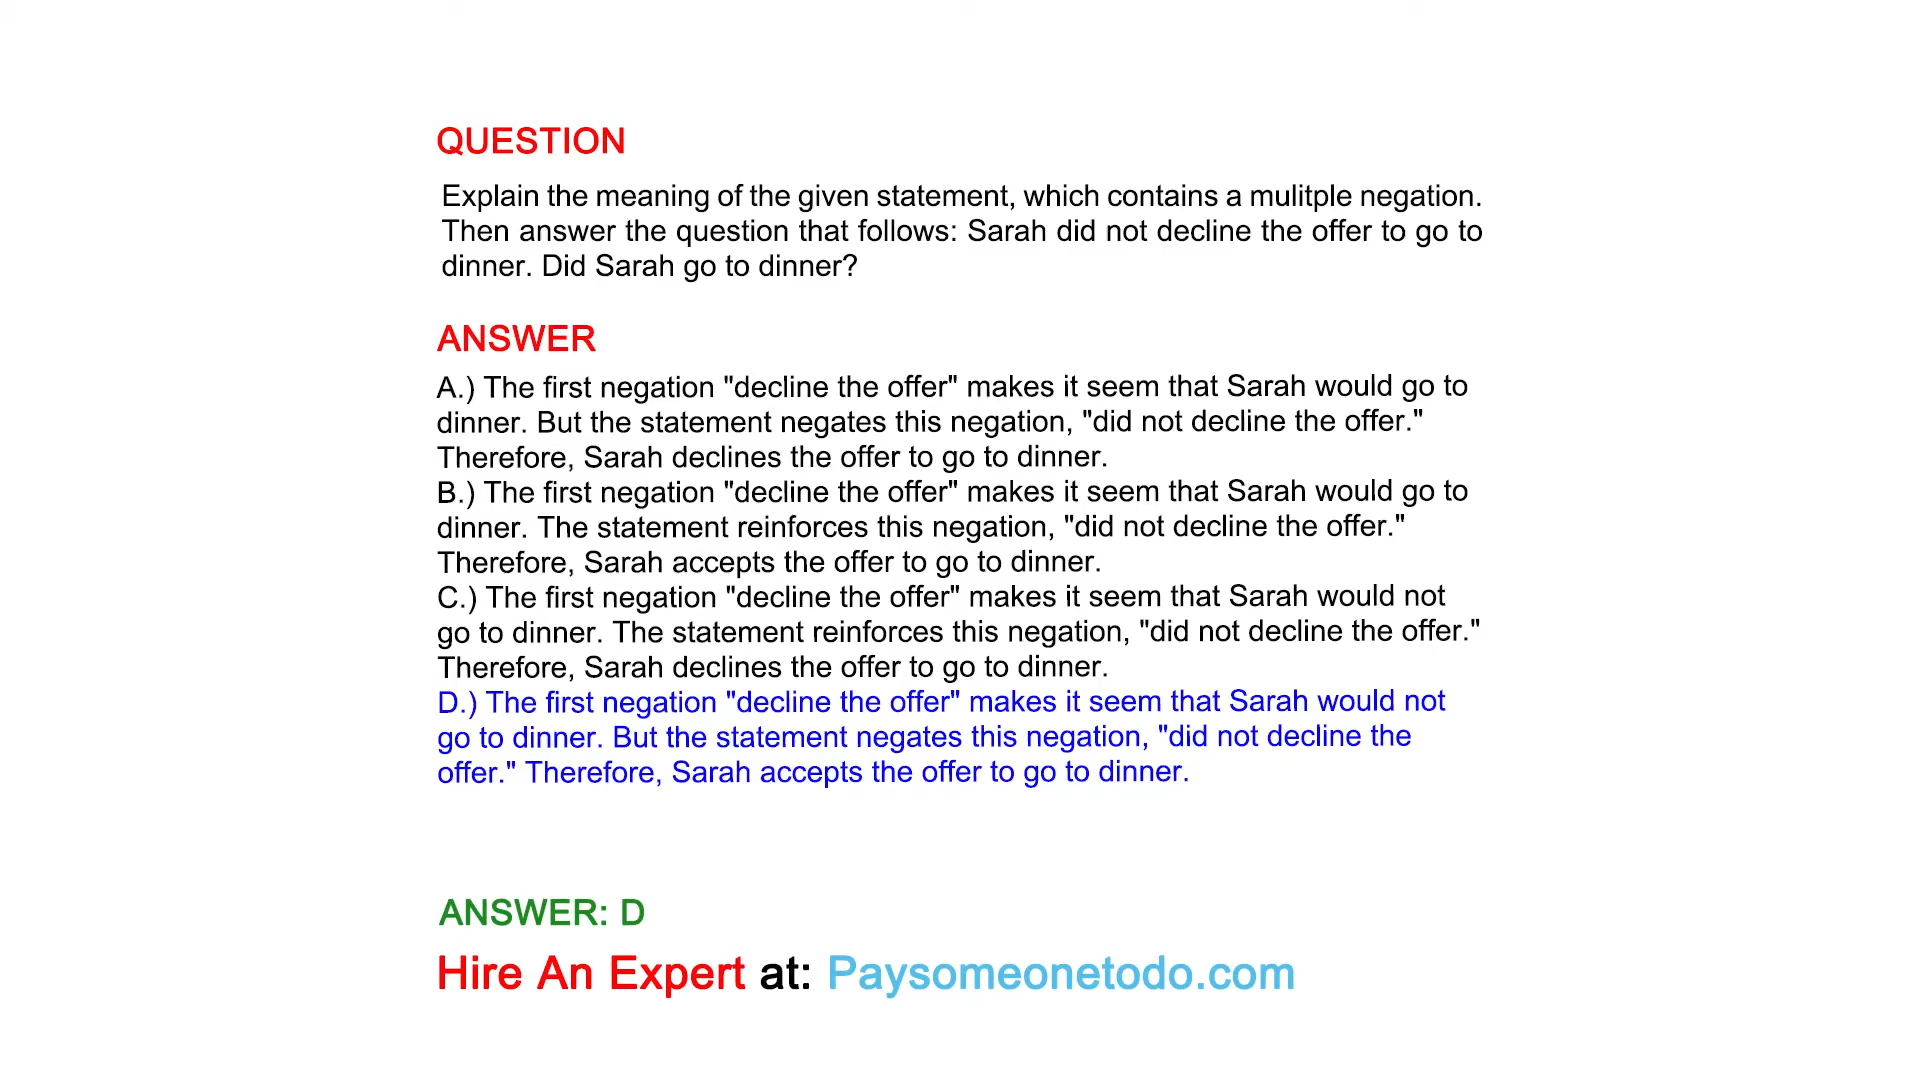 QUESTION
Explain the meaning of the given statement, which contains a mulitple negation.
Then answer the question that follows: Sarah did not decline the offer to go to
dinner. Did Sarah go to dinner?
ANSWER
A.) The first negation "decline the offer" makes it seem that Sarah would go to
dinner. But the statement negates this negation, "did not decline the offer."
Therefore, Sarah declines the offer to go to dinner.
B.) The first negation "decline the offer" makes it seem that Sarah would go to
dinner. The statement reinforces this negation, "did not decline the offer."
Therefore, Sarah accepts the offer to go to dinner.
C.) The first negation "decline the offer" makes it seem that Sarah would not
go to dinner. The statement reinforces this negation, "did not decline the offer."
Therefore, Sarah declines the offer to go to dinner.
D.) The first negation "decline the offer" makes it seem that Sarah would not
go to dinner. But the statement negates this negation, "did not decline the
offer." Therefore, Sarah accepts the offer to go to dinner.
ANSWER: D
Hire An Expert at: Paysomeonetodo.com